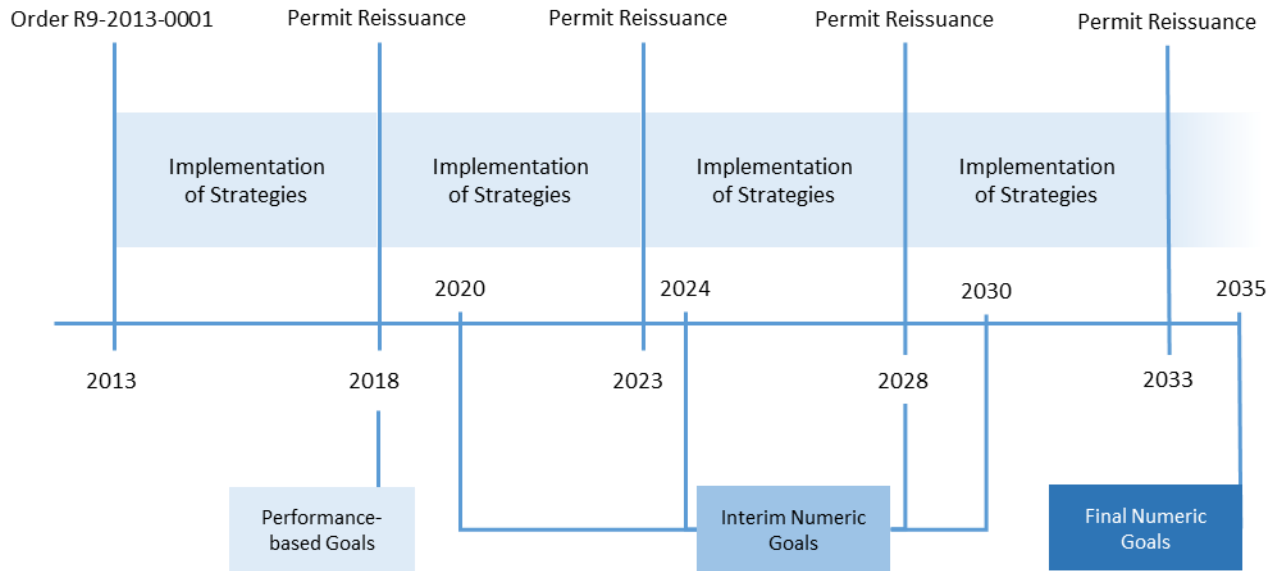 Order R9-2013-0001
Permit Reissuance
Permit Reissuance
Permit Reissuance
Permit Reissuance
Implementation
of Strategies
Implementation
of Strategies
Implementation
of Strategies
Implementation
of Strategies
2020
2024
2030
2035
2013
2018
2023
2028
2033
Performance-
based Goals
Interim Numeric
Goals
Final Numeric
Goals